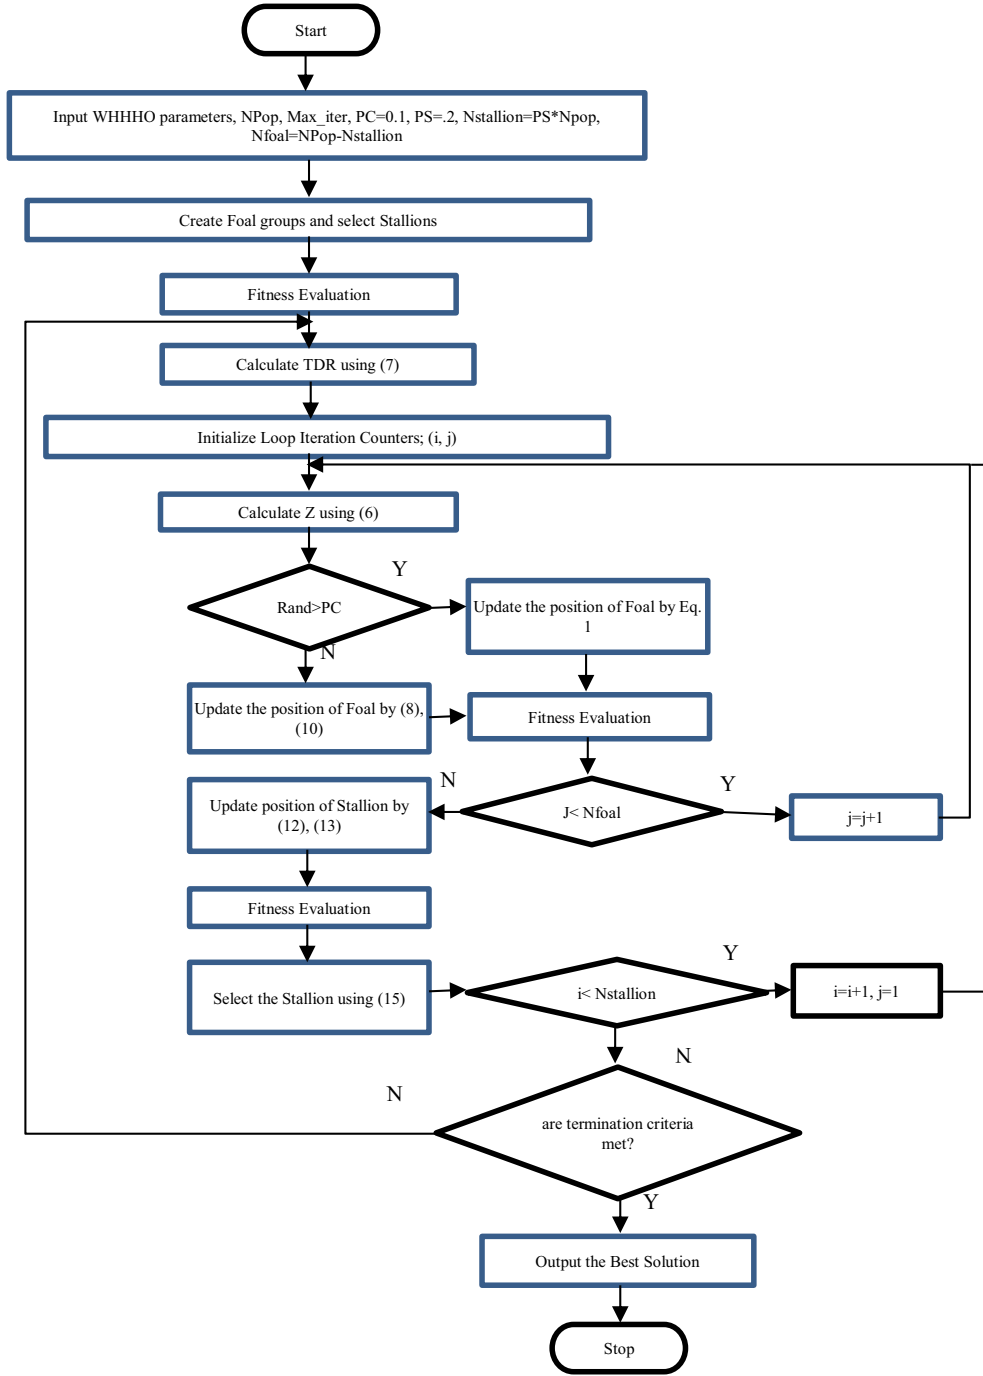 Start
Input WHHHO parameters, NPop, Max_iter, PC=0.1, PS=.2, Nstallion=PS*Npop,
Nfoal=NPop-Nstallion
Create Foal groups and select Stallions
Fitness Evaluation
Calculate TDR using (7)
Initialize Loop Iteration Counters; (i, j)
Calculate Z using (6)
Y
Rand>PC
Update the position of Foal by Eq.
1
N
Update the position of Foal by (8),
(10)
Fitness Evaluation
N
Y
J< Nfoal
j=j+1
Update position of Stallion by
(12), (13)
Fitness Evaluation
Y
Select the Stallion using (15)
i< Nstallion
i=i+1, j=1
N
N
are termination criteria
met?
Y
Output the Best Solution
Stop